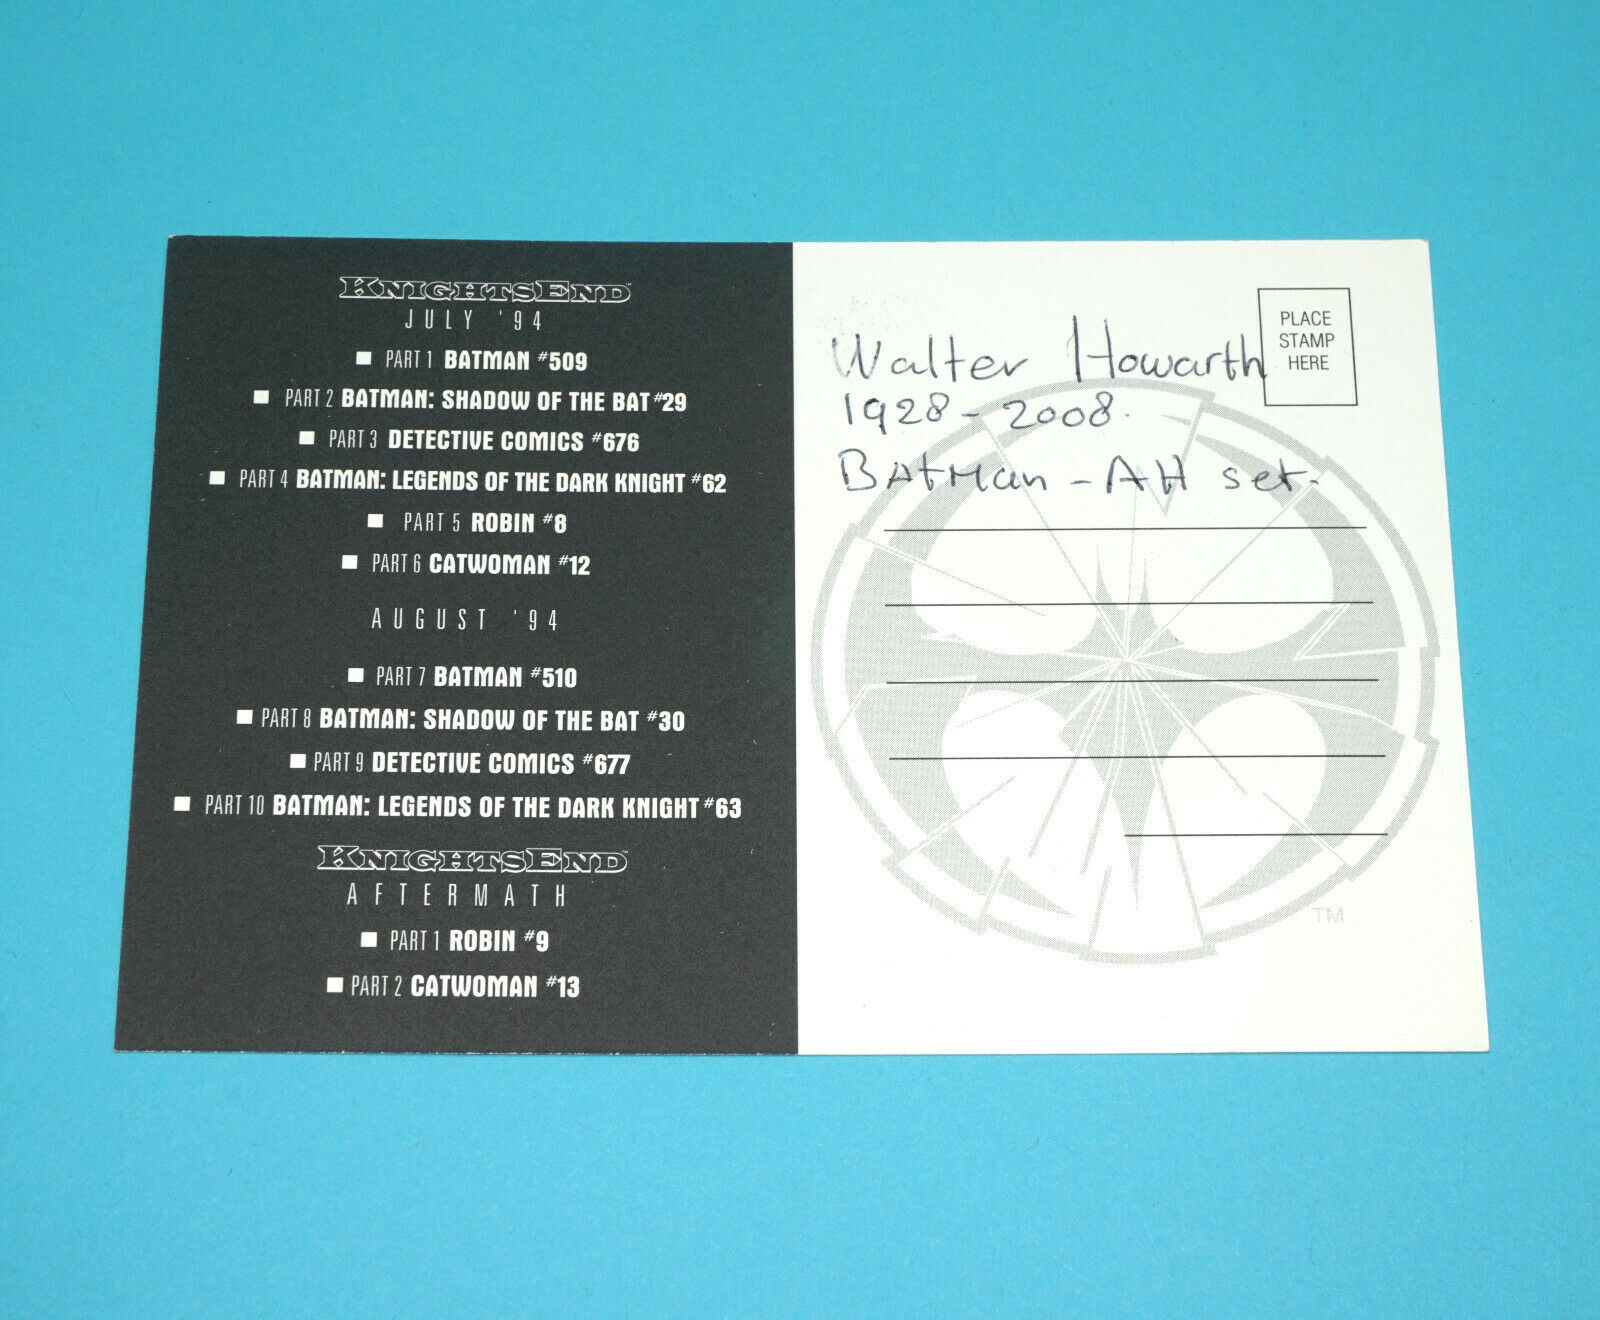 KNIGHTSEND™
JULY '94
■ PART 1 BATMAN #509
■ PART 2 BATMAN: SHADOW OF THE BAT #29
■ PART 3 DETECTIVE COMICS #676
■ PART 4 BATMAN: LEGENDS OF THE DARK KNIGHT #62
■ PART 5 ROBIN #8
■ PART 6 CATWOMAN #12
AUGUST '94
■ PART 7 BATMAN #510
■ PART 8 BATMAN: SHADOW OF THE BAT #30
■ PART 9 DETECTIVE COMICS #677
■ PART 10 BATMAN: LEGENDS OF THE DARK KNIGHT #63
KNIGHTSEND™
AFTERMATH
■ PART 1 ROBIN #9
■ PART 2 CATWOMAN #13
PLACE
STAMP
HERE
Walter Howarth
1928 - 2008.
BAtMan - AH set.
TM